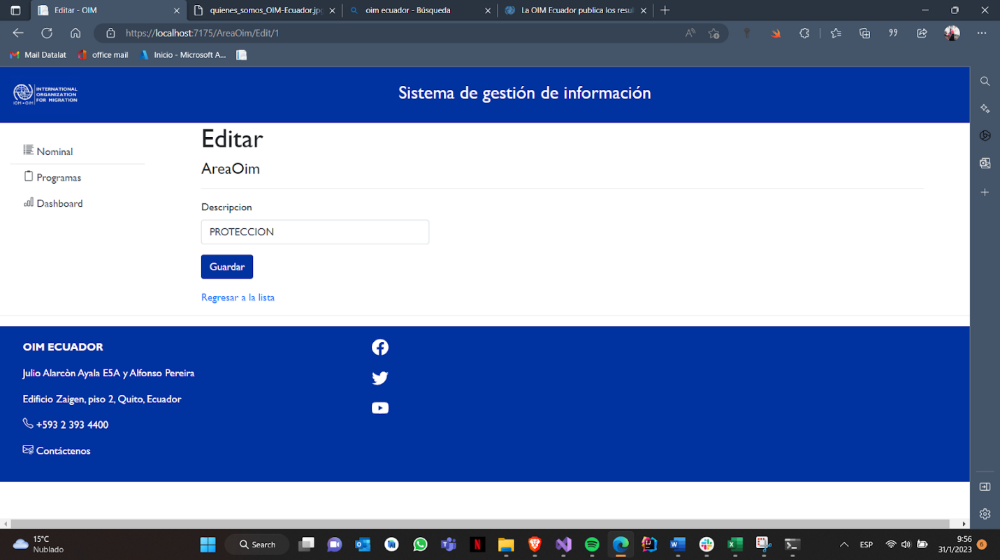 Editar - OIM
quienes_somos_OIM-Ecuador.jp
oim ecuador - Búsqueda
La OIM Ecuador publica los resul
https://localhost:7175/AreaOim/Edit/1
Mail Datalat
office mail
Inicio - Microsoft A...
INTERNATIONAL
ORGANIZATION
FOR MIGRATION
IOM • OIM
Sistema de gestión de información
Nominal
Programas
Dashboard
Editar
AreaOim
Descripcion
PROTECCION
Guardar
Regresar a la lista
OIM ECUADOR
Julio Alarcòn Ayala E5A y Alfonso Pereira
Edificio Zaigen, piso 2, Quito, Ecuador
+593 2 393 4400
Contáctenos
15°C
Nublado
Search
ESP
9:56
31/1/2023
6